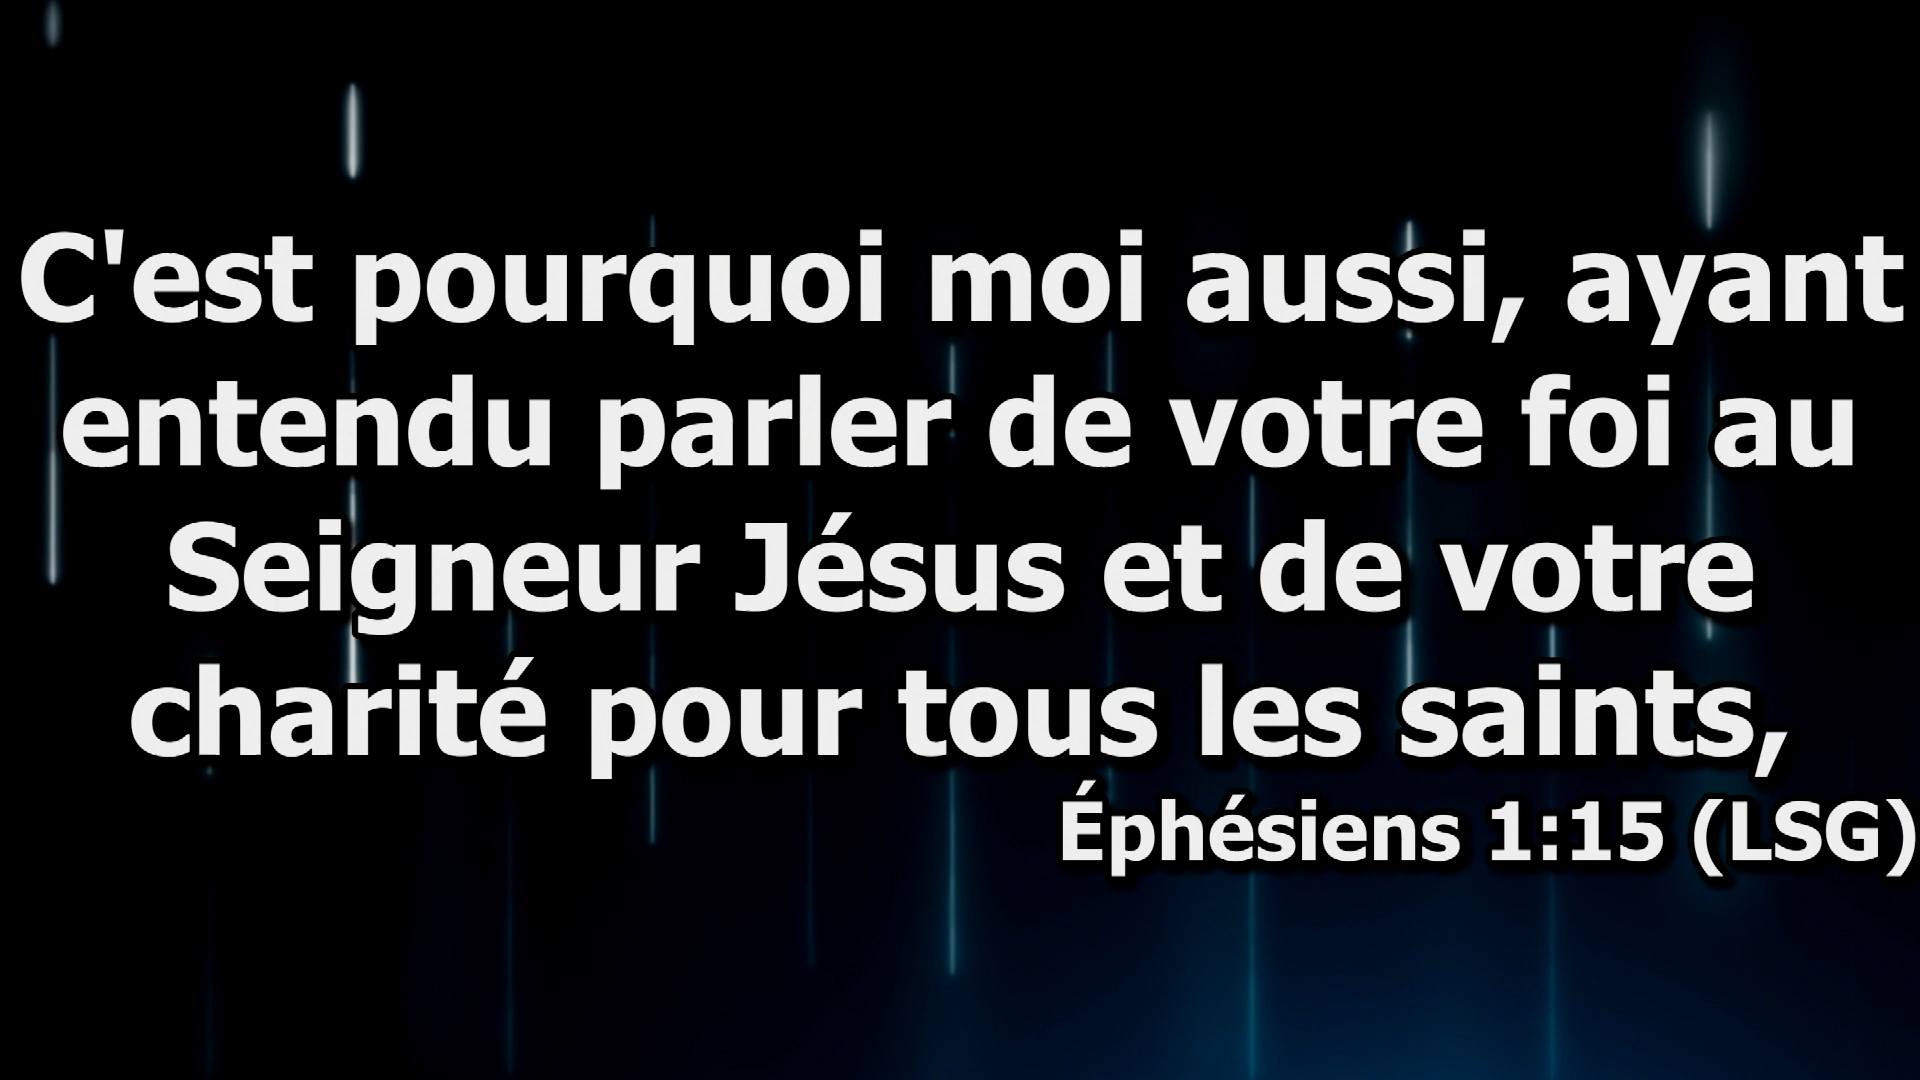 C'est pourquoi moi aussi, ayant
entendu parler de votre foi au
Seigneur Jésus et de votre
charité pour tous les saints,
Éphésiens 1:15 (LSG)